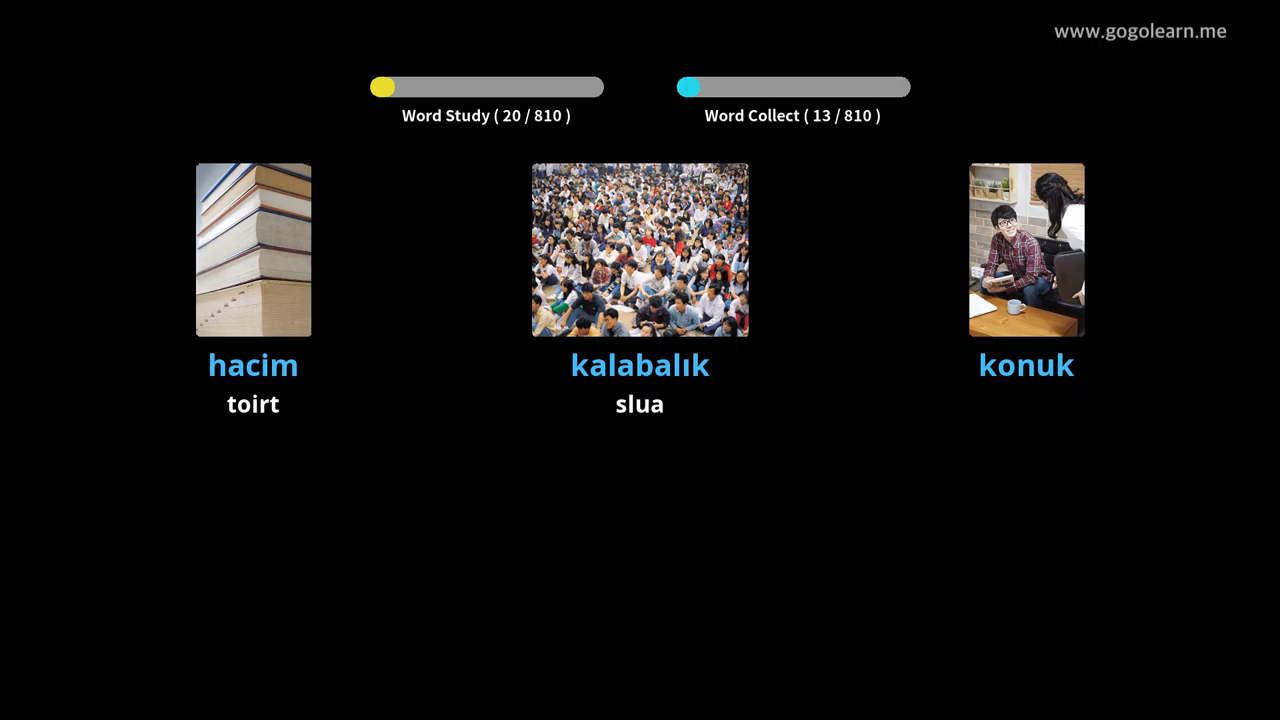 www.gogolearn.me
Word Study ( 20 / 810 )
Word Collect ( 13 / 810 )
hacim
toirt
kalabalık
slua
konuk